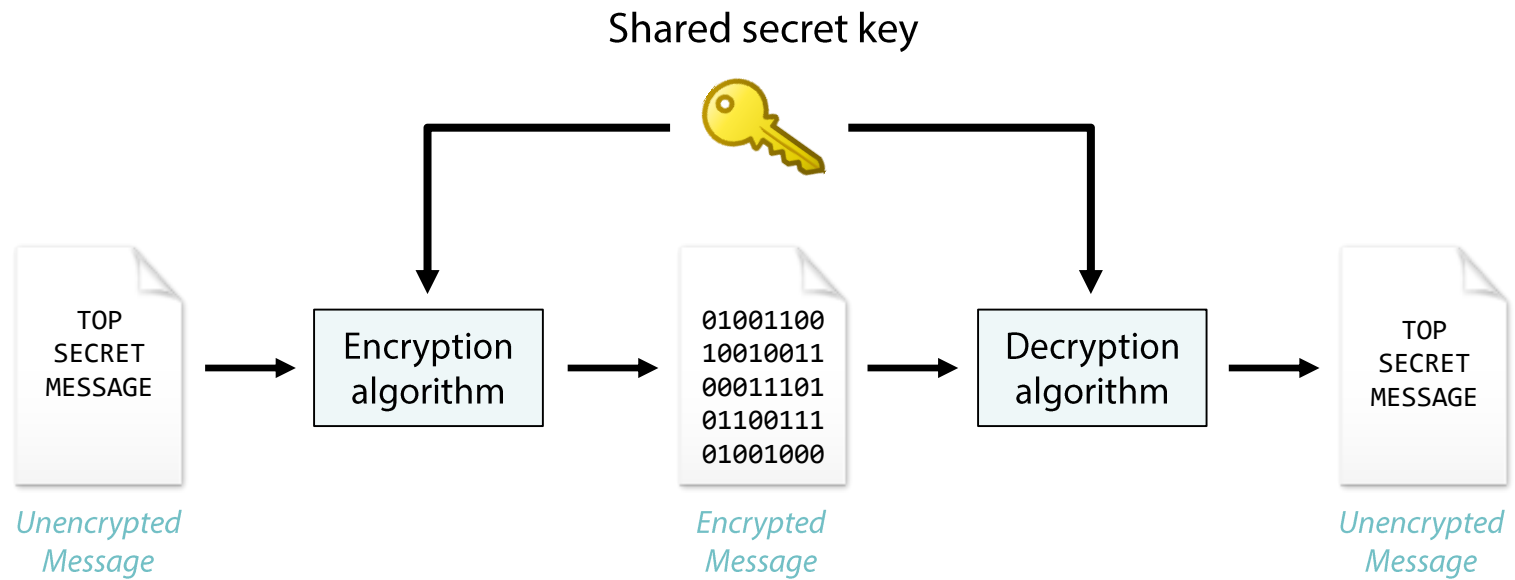 Shared secret key
TOP
SECRET
MESSAGE
Unencrypted
Message
Encryption
algorithm
01001100
10010011
00011101
01100111
01001000
Encrypted
Message
Decryption
algorithm
TOP
SECRET
MESSAGE
Unencrypted
Message